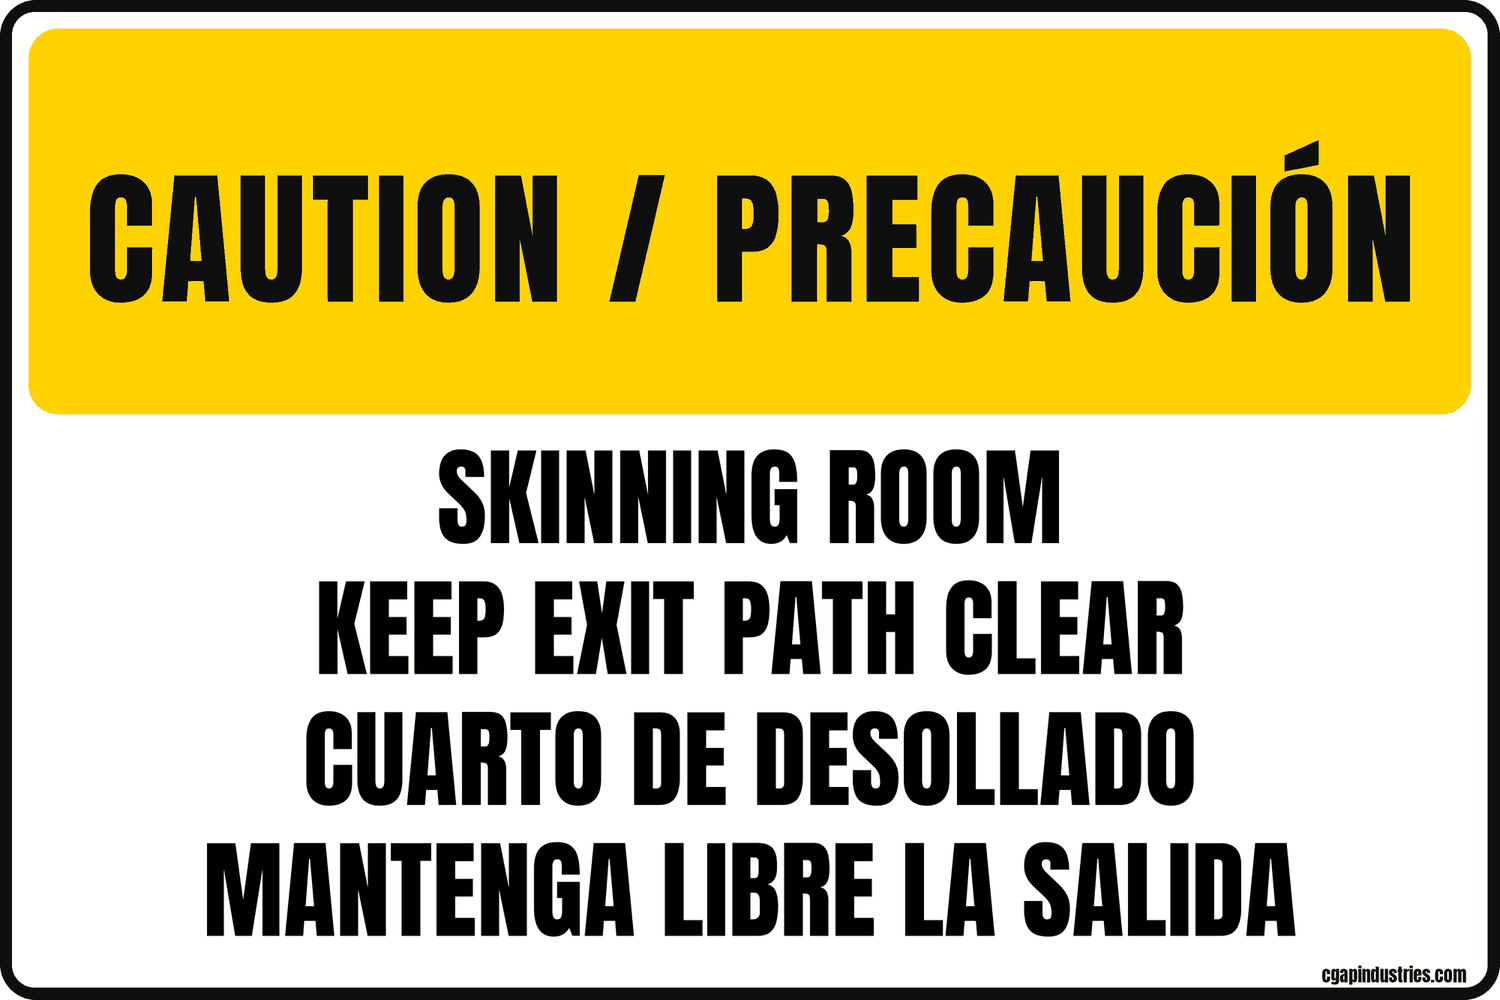 CAUTION / PRECAUCIÓN
SKINNING ROOM
KEEP EXIT PATH CLEAR
CUARTO DE DESOLLADO
MANTENGA LIBRE LA SALIDA
cgapindustries.com